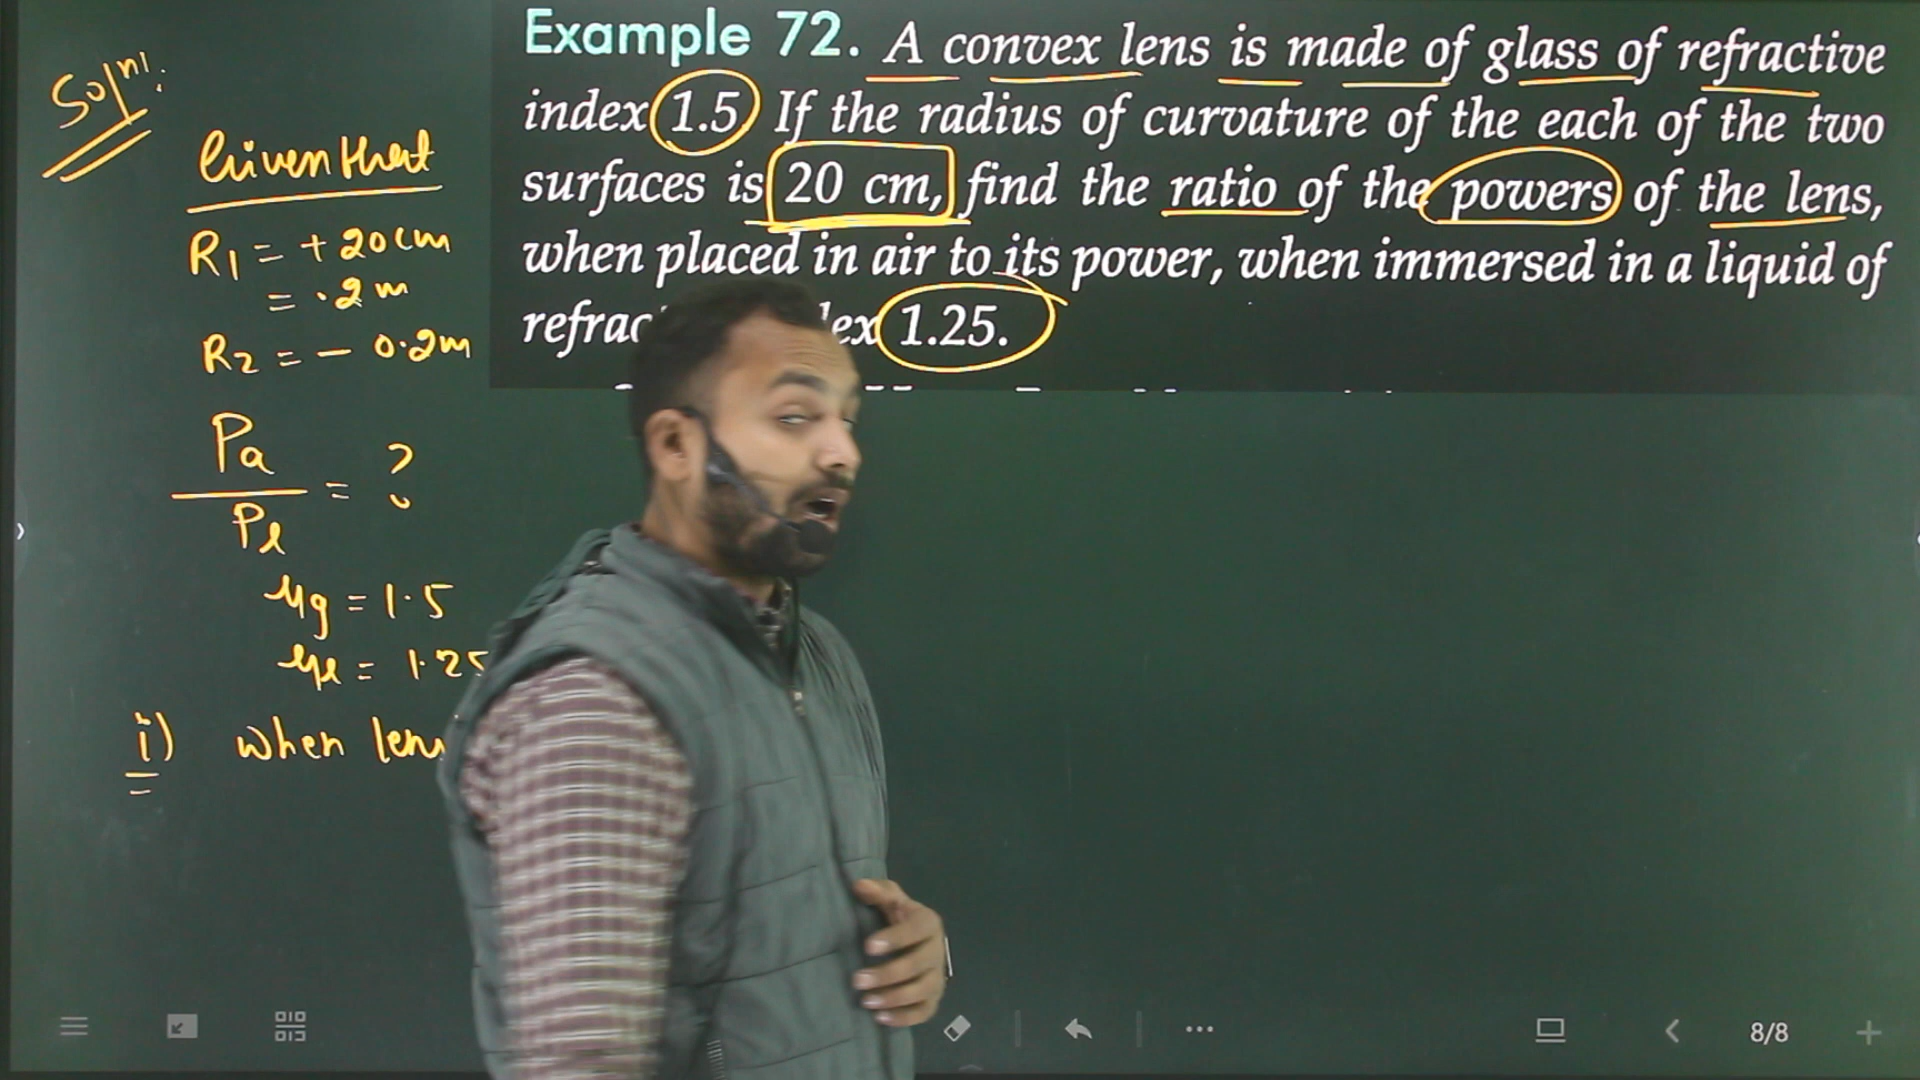 Soln:
Given that
R1 = +20cm
= .2m
R2 = - 0.2m
Pa
= ?
Pl
μg = 1.5
μl = 1.25
i) when lens
Example 72. A convex lens is made of glass of refractive
index 1.5 If the radius of curvature of the each of the two
surfaces is 20 cm, find the ratio of the powers of the lens,
when placed in air to its power, when immersed in a liquid of
1.25.
8/8